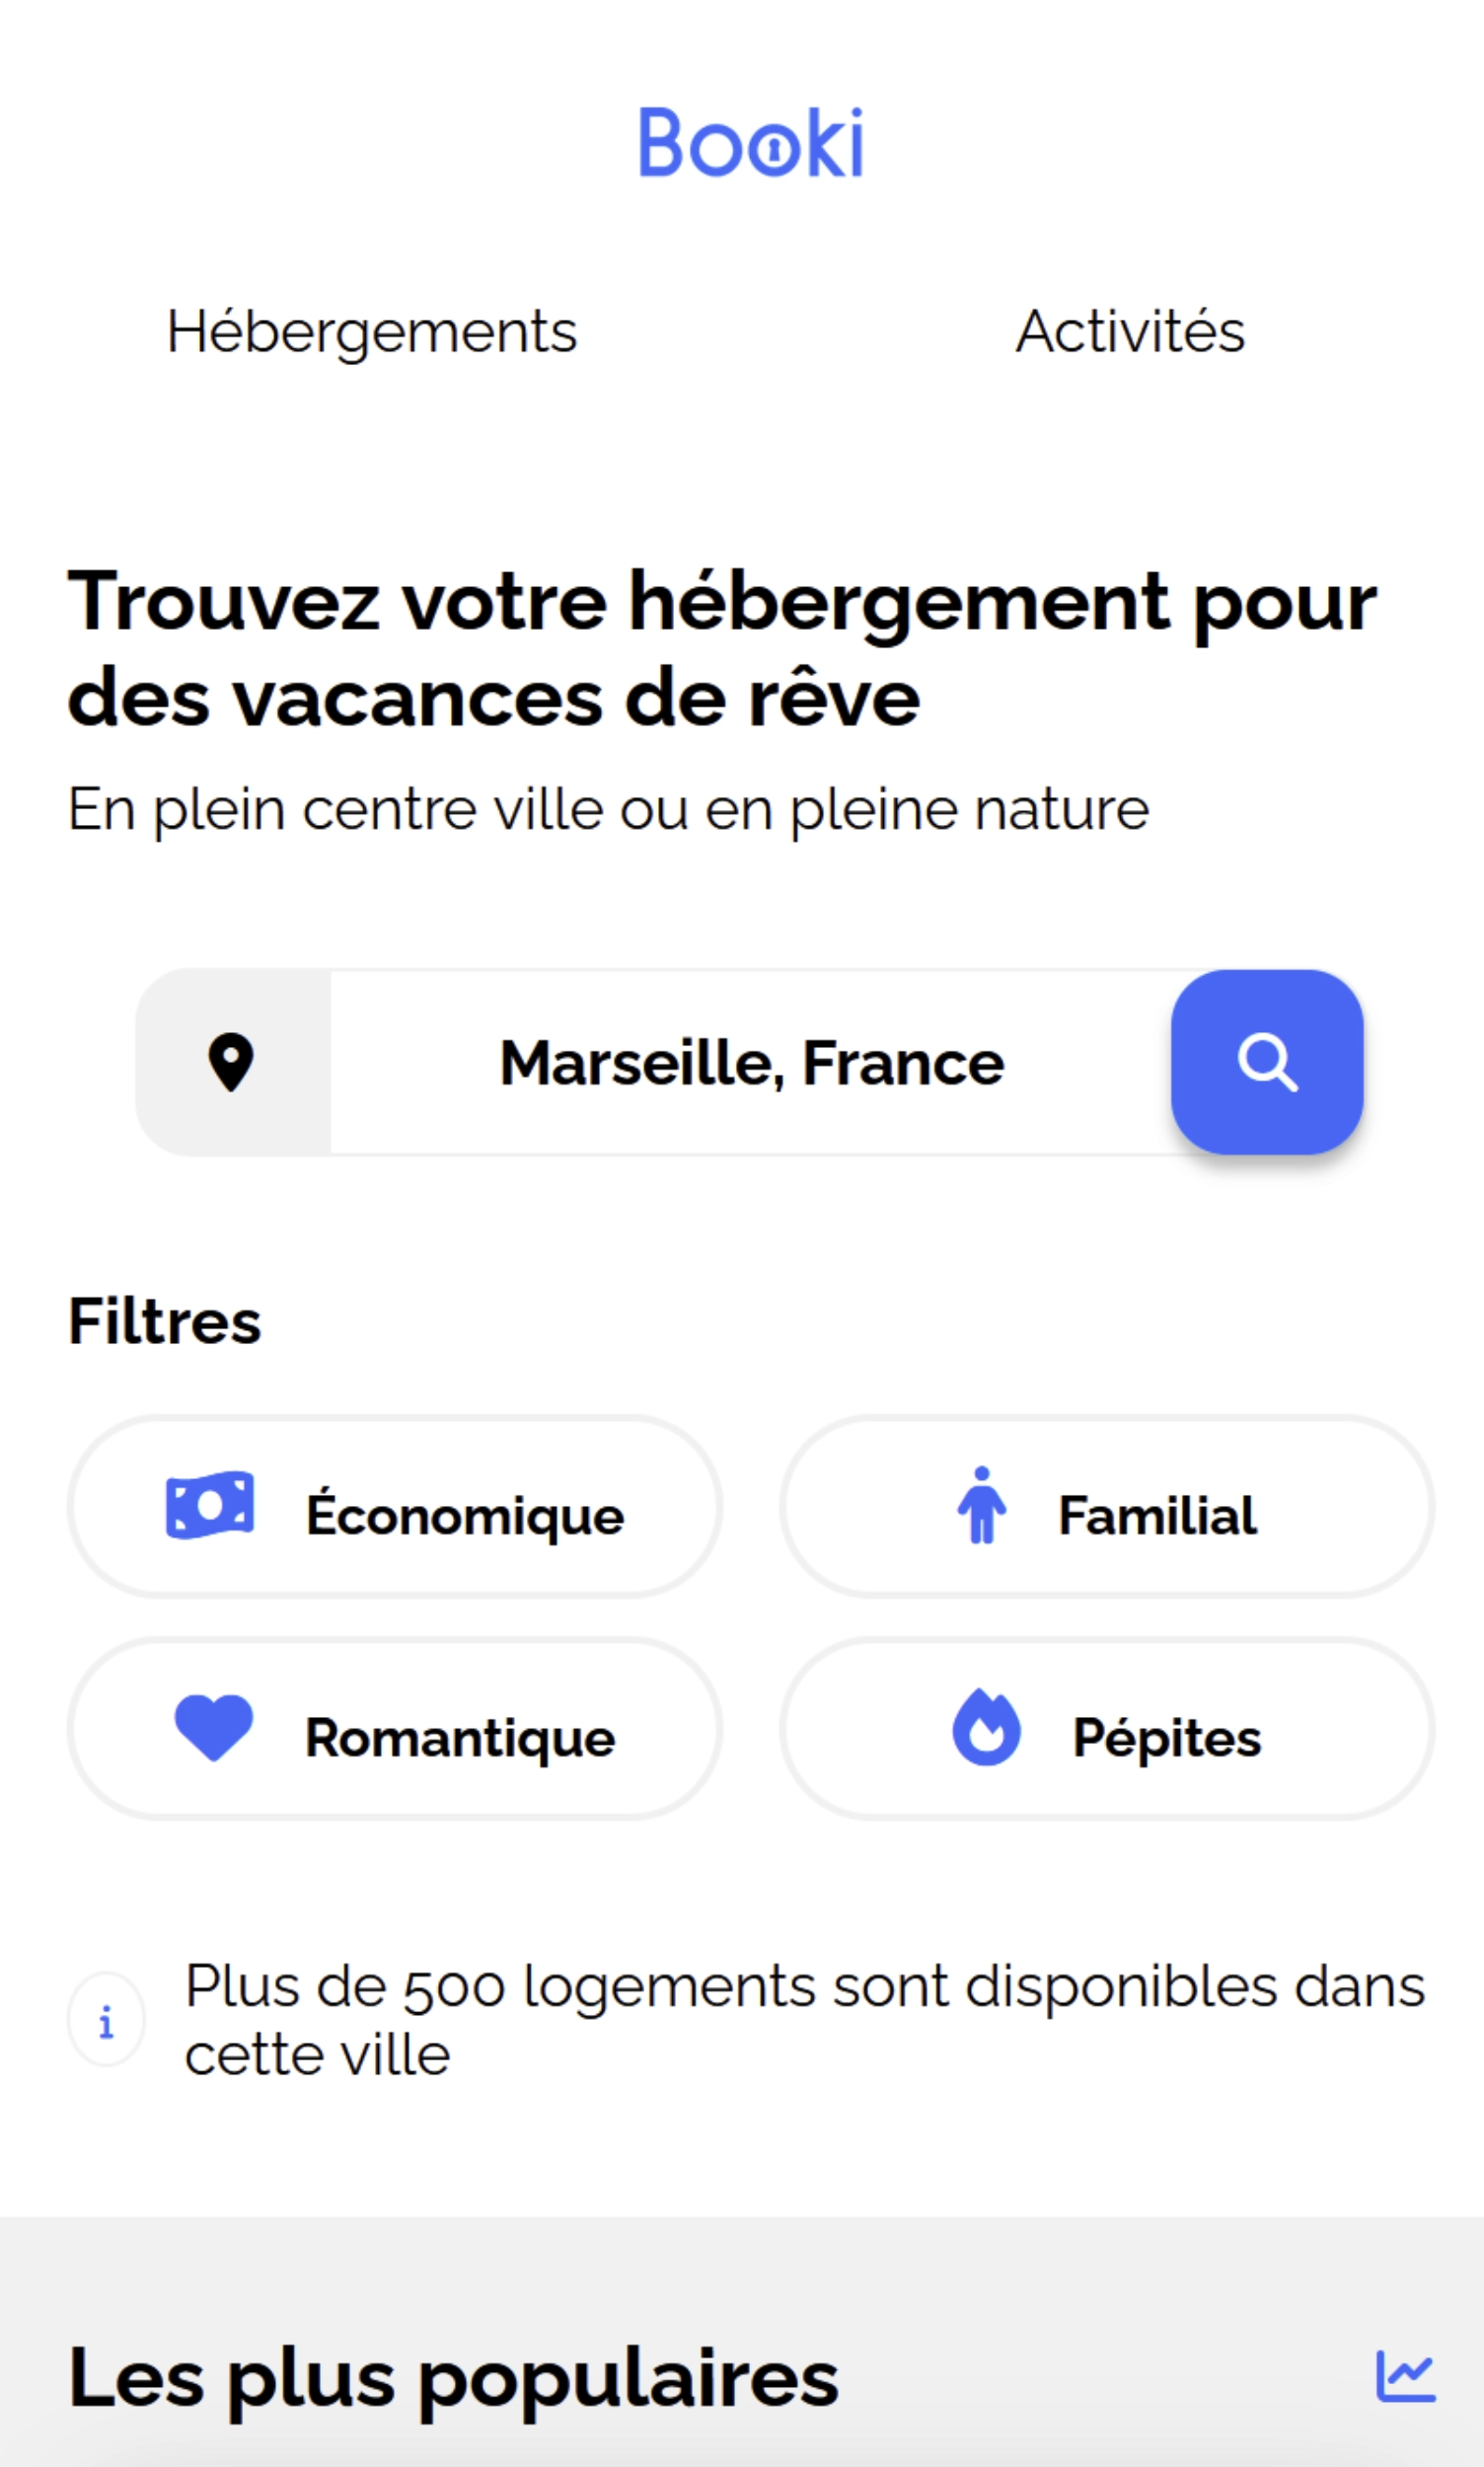 Booki
Hébergements
Activités
Trouvez votre hébergement pour
des vacances de rêve
En plein centre ville ou en pleine nature
Marseille, France
Filtres
Économique
Familial
Romantique
Pépites
Plus de 500 logements sont disponibles dans
cette ville
Les plus populaires